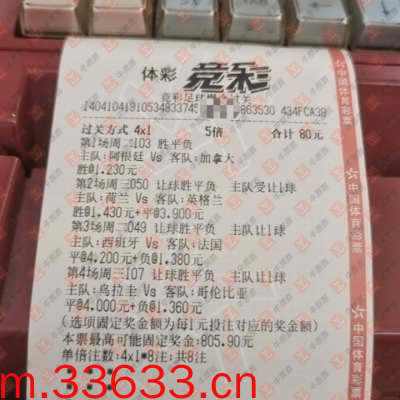 体彩 竞彩
竞彩足球 过关
140410418105348337 45 863530 434FCA39
过关方式 4x1 5倍 合计 80元
第1场周二103 胜平负
主队:阿根廷 Vs 客队:加拿大
胜@1.230元
第2场周三050 让球胜平负 主队受让1球
主队:荷兰 Vs 客队:英格兰
胜@1.430元+平@3.900元
第3场周二049 让球胜平负 主队让1球
主队:西班牙 Vs 客队:法国
平@4.200元+负@1.380元
第4场周三107 让球胜平负 主队让1球
主队:乌拉圭 Vs 客队:哥伦比亚
平@4.000元+负@1.360元
(选项固定奖金额为每1元投注对应的奖金额)
本票最高可能固定奖金额:805.90元
单倍注数:4x1*8注;共8注
中国体育彩票
中国体育彩票
中国体育彩票
m.33633.cn